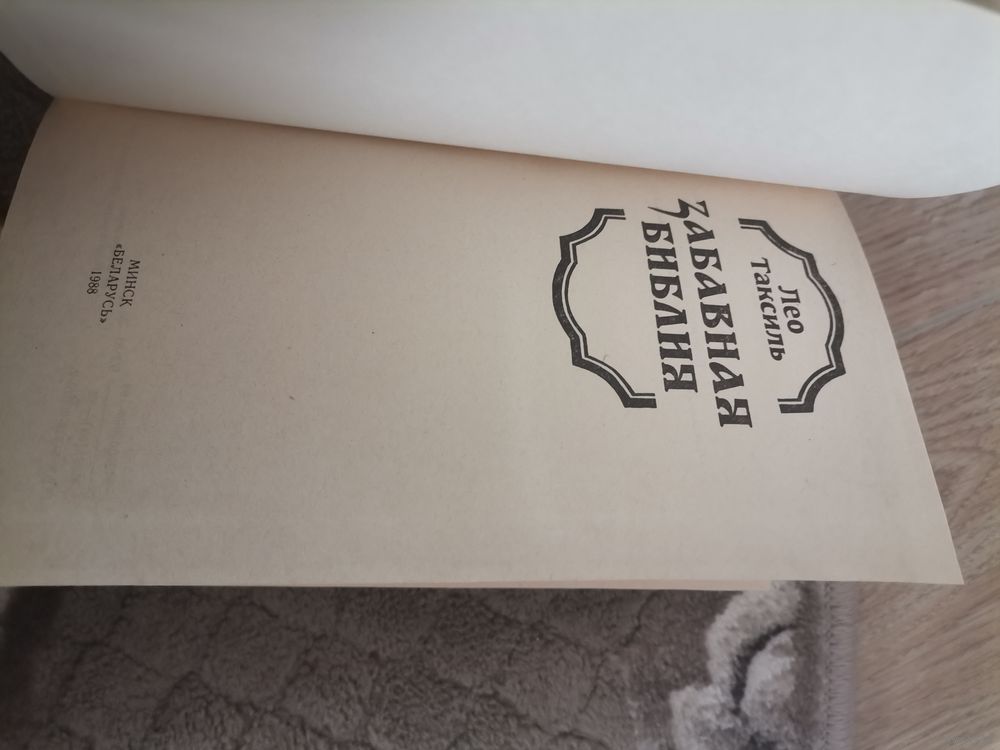 Лео
Таксиль
ЗАБАВНАЯ
БИБЛИЯ
МИНСК
«БЕЛАРУСЬ»
1988